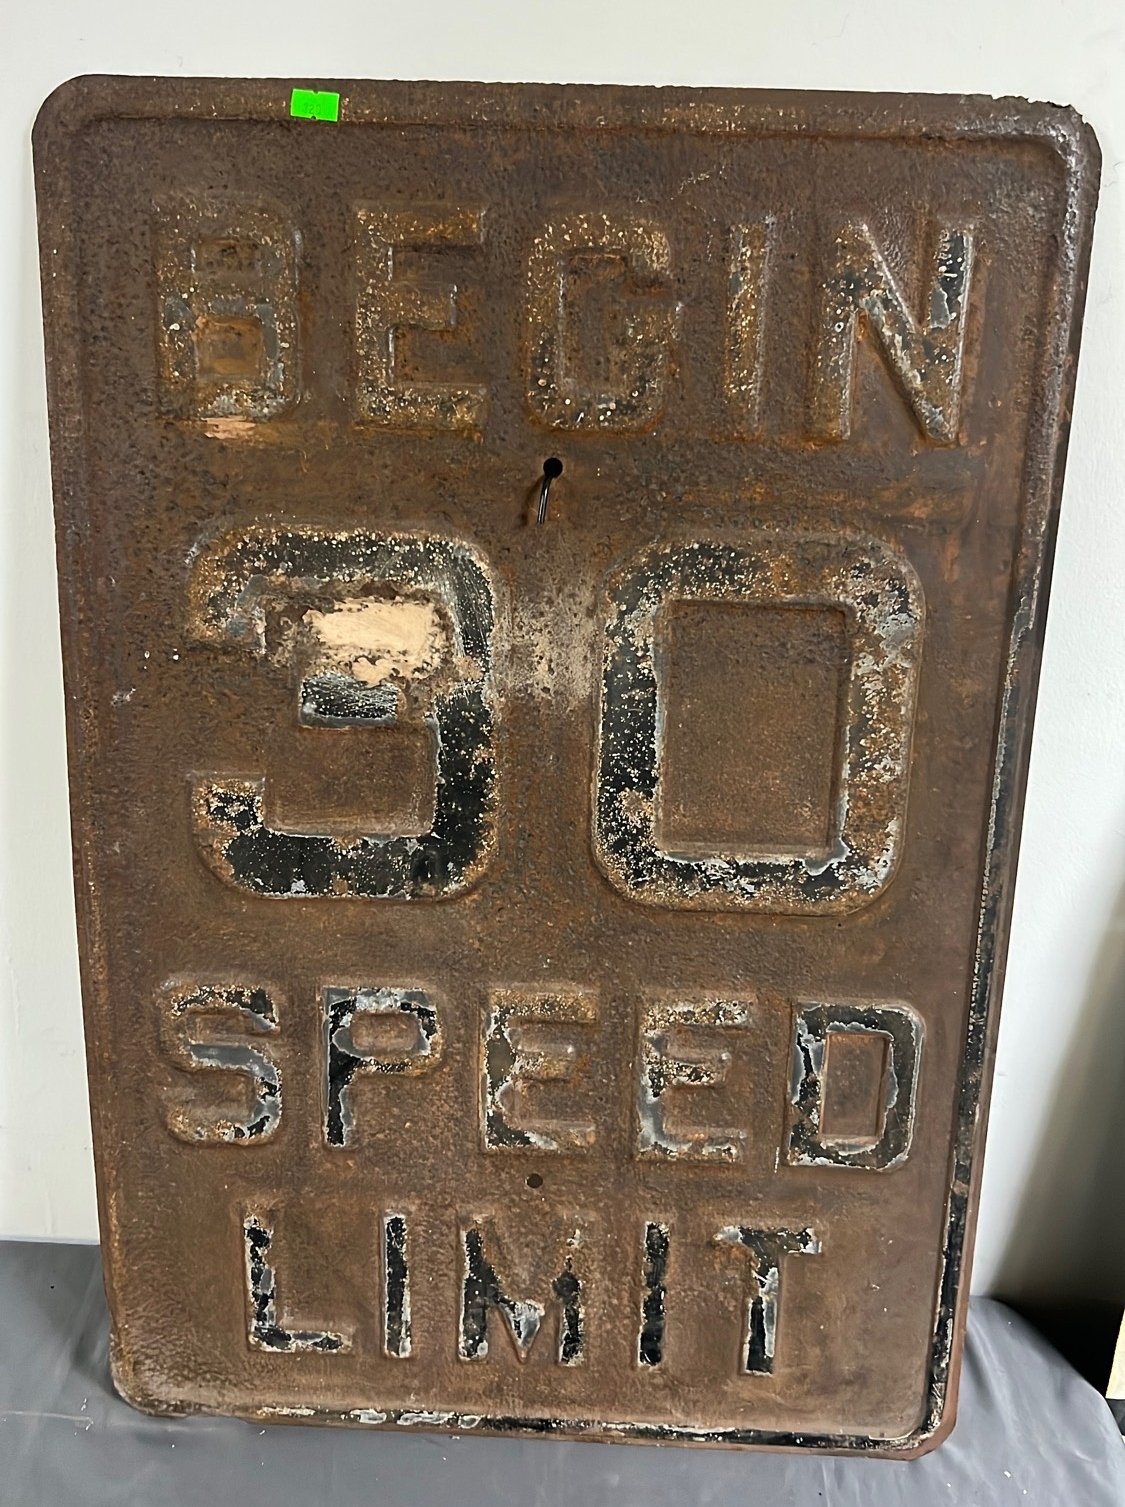 BEGIN
30
SPEED
LIMIT